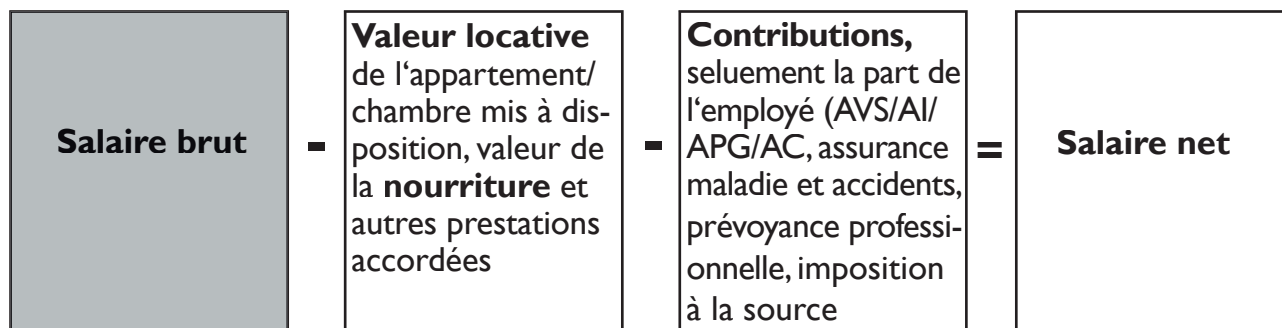 Salaire brut
-
Valeur locative
de l‘appartement/
chambre mis à dis-
position, valeur de
la nourriture et
autres prestations
accordées
-
Contributions,
seluement la part de
l‘employé (AVS/AI/
APG/AC, assurance
maladie et accidents,
prévoyance professi-
onnelle, imposition
à la source
=
Salaire net